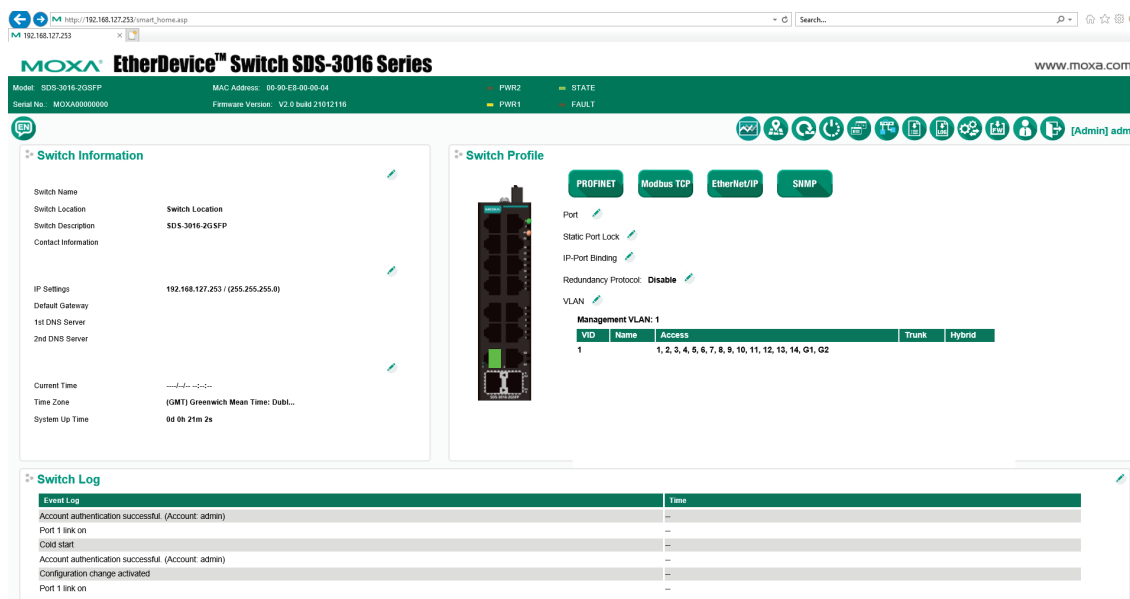 http://192.168.127.253/smart_home.asp
Search...
192.168.127.253
MOXA EtherDevice™ Switch SDS-3016 Series
www.moxa.com
Model: SDS-3016-2GSFP MAC Address: 00-90-E8-00-00-04 PWR2 STATE
Serial No.: MOXA00000000 Firmware Version: V2.0 build 21012116 PWR1 FAULT
EN
LOG
FW
[Admin] adm
Switch Information
Switch Name
Switch Location Switch Location
Switch Description SDS-3016-2GSFP
Contact Information
IP Settings 192.168.127.253 / (255.255.255.0)
Default Gateway
1st DNS Server
2nd DNS Server
Current Time ----/--/-- --:--:--
Time Zone (GMT) Greenwich Mean Time: Dubl...
System Up Time 0d 0h 21m 2s
Switch Profile
PROFINET Modbus TCP EtherNet/IP SNMP
Port
Static Port Lock
IP-Port Binding
Redundancy Protocol: Disable
VLAN
Management VLAN: 1
VID Name Access Trunk Hybrid
1 1, 2, 3, 4, 5, 6, 7, 8, 9, 10, 11, 12, 13, 14, G1, G2
MOXA
SDS-3016-2GSFP
Switch Log
Event Log Time
Account authentication successful. (Account: admin) --
Port 1 link on --
Cold start --
Account authentication successful. (Account: admin) --
Configuration change activated --
Port 1 link on --